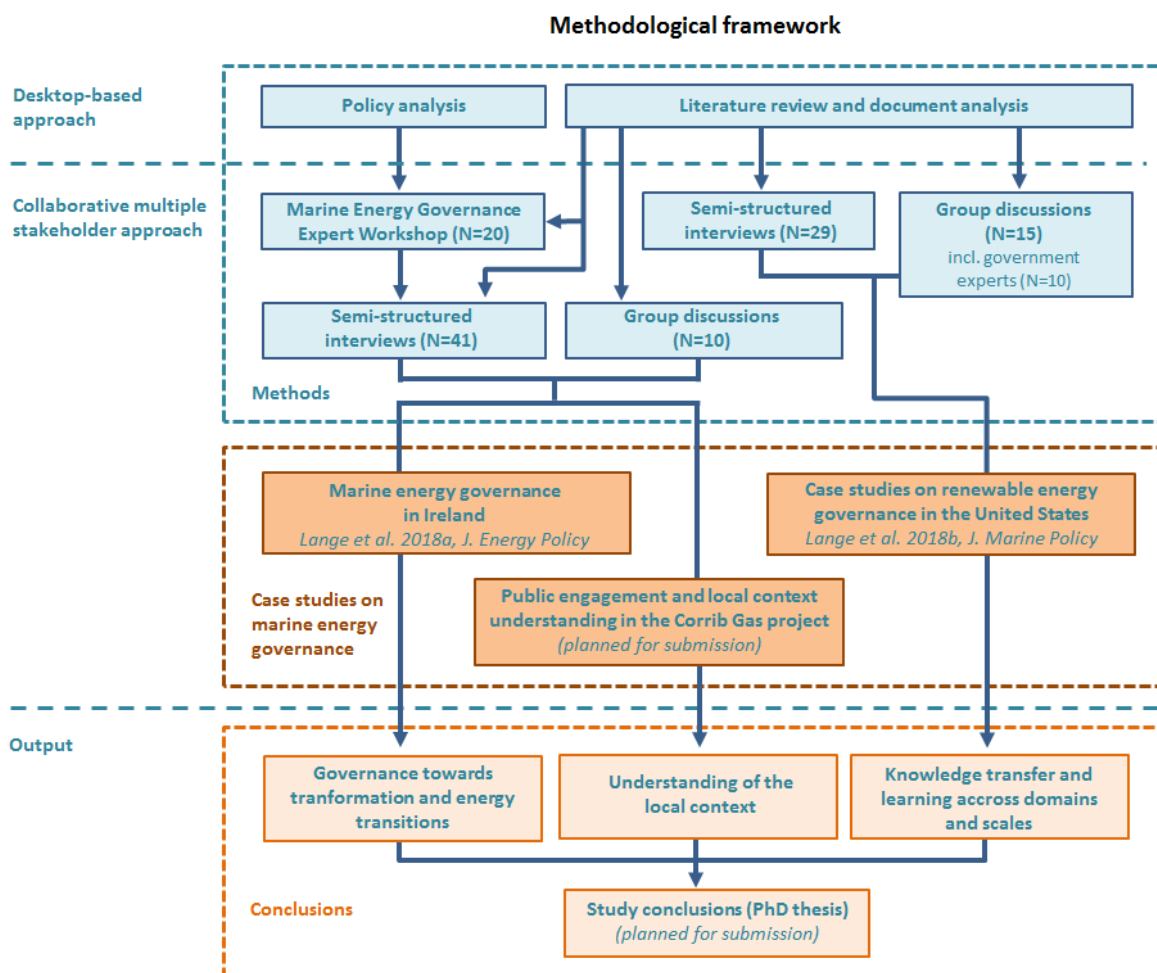 Methodological framework
Desktop-based
approach
Policy analysis
Literature review and document analysis
Collaborative multiple
stakeholder approach
Marine Energy Governance
Expert Workshop (N=20)
Semi-structured
interviews (N=29)
Group discussions
(N=15)
incl. government
experts (N=10)
Semi-structured
interviews (N=41)
Group discussions
(N=10)
Methods
Marine energy governance
in Ireland
Lange et al. 2018a, J. Energy Policy
Case studies on renewable energy
governance in the United States
Lange et al. 2018b, J. Marine Policy
Case studies on
marine energy
governance
Public engagement and local context
understanding in the Corrib Gas project
(planned for submission)
Output
Governance towards
tranformation and energy
transitions
Understanding of the
local context
Knowledge transfer and
learning accross domains
and scales
Conclusions
Study conclusions (PhD thesis)
(planned for submission)